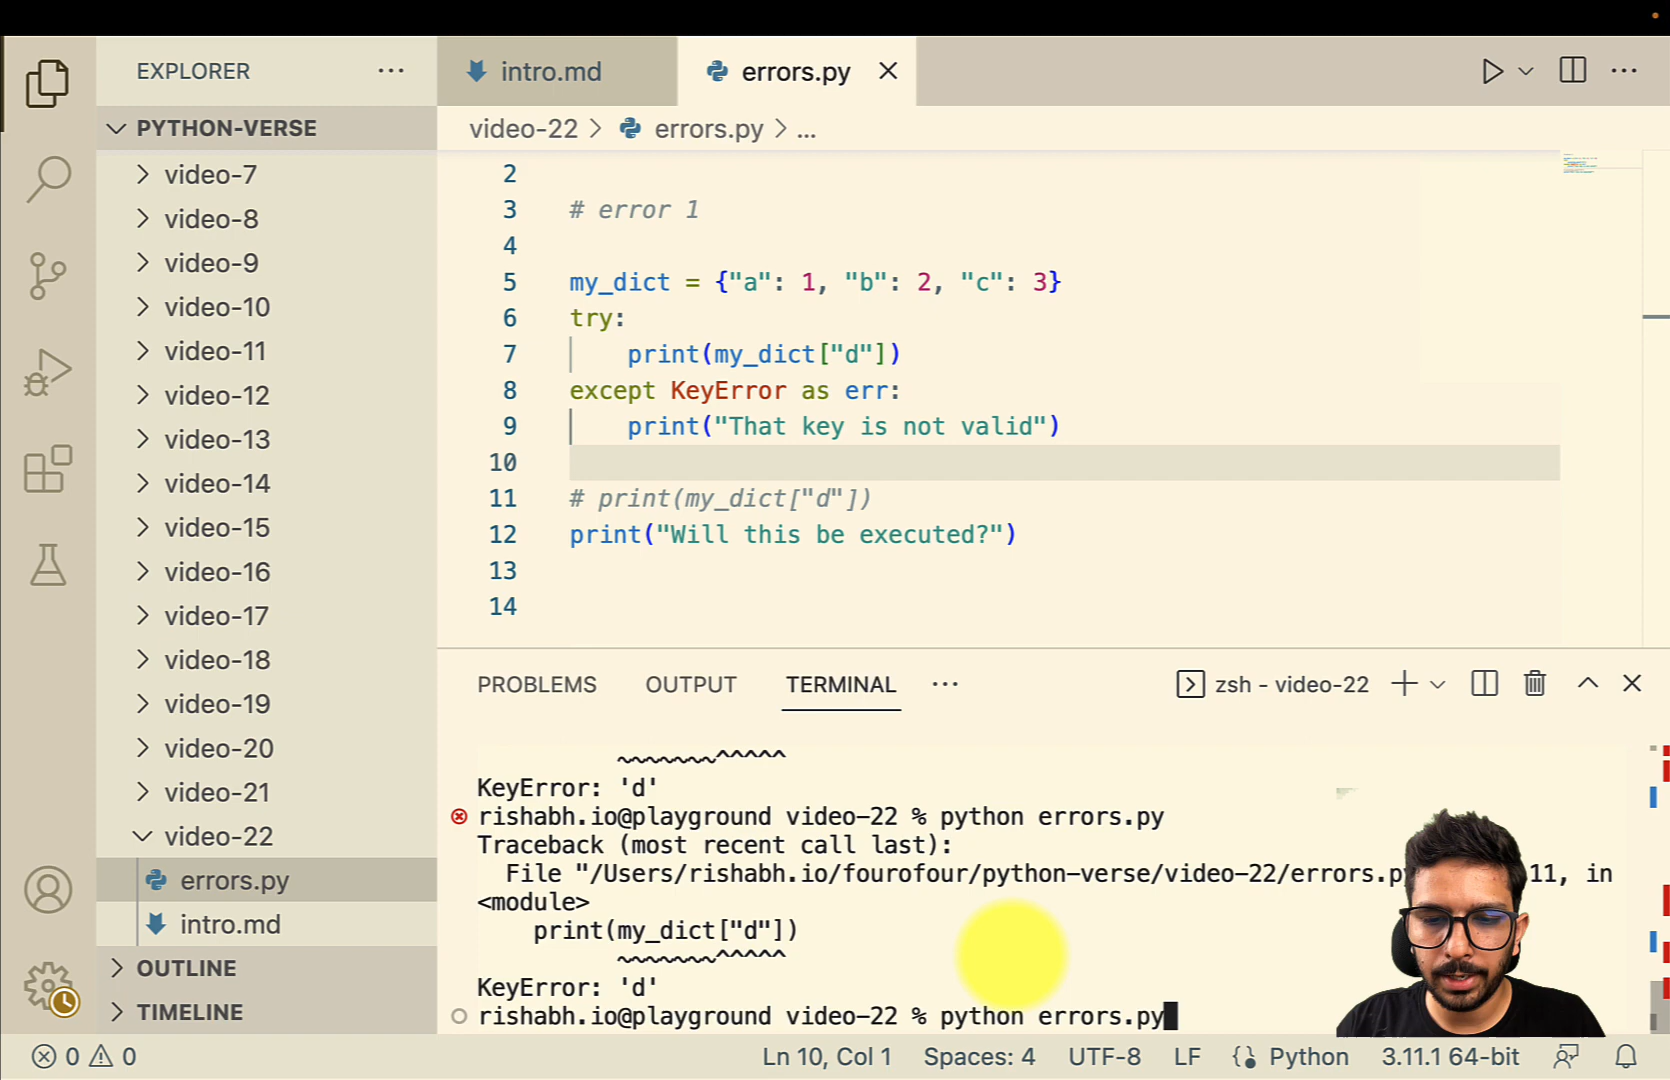 EXPLORER ...
intro.md
errors.py
PYTHON-VERSE
video-22 > errors.py > ...
video-7
video-8
video-9
video-10
video-11
video-12
video-13
video-14
video-15
video-16
video-17
video-18
video-19
video-20
video-21
video-22
errors.py
intro.md
OUTLINE
TIMELINE
2
3 # error 1
4
5 my_dict = {"a": 1, "b": 2, "c": 3}
6 try:
7 print(my_dict["d"])
8 except KeyError as err:
9 print("That key is not valid")
10
11 # print(my_dict["d"])
12 print("Will this be executed?")
13
14
PROBLEMS OUTPUT TERMINAL ...
zsh - video-22
~~~~~~~^^^^^
KeyError: 'd'
rishabh.io@playground video-22 % python errors.py
Traceback (most recent call last):
File "/Users/rishabh.io/fourofour/python-verse/video-22/errors.p 11, in
<module>
print(my_dict["d"])
~~~~~~~^^^^^
KeyError: 'd'
rishabh.io@playground video-22 % python errors.py
0 0
Ln 10, Col 1 Spaces: 4 UTF-8 LF Python 3.11.1 64-bit